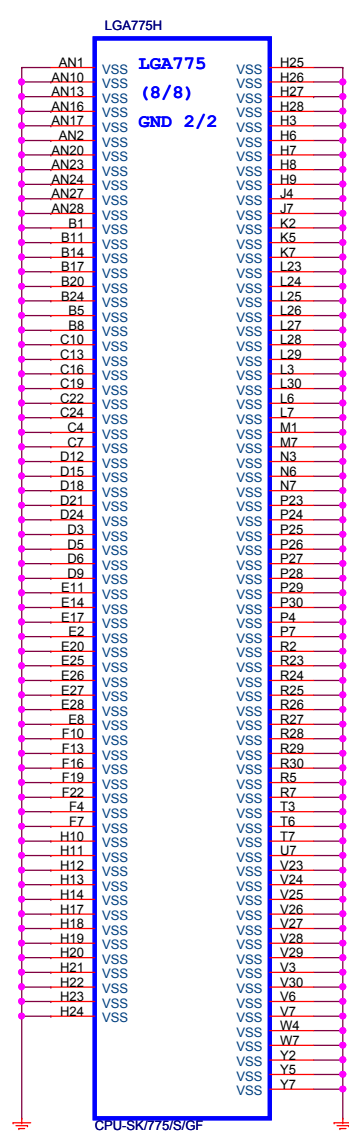 LGA775H
AN1 VSS LGA775 VSS H25
AN10 VSS VSS H26
AN13 VSS (8/8) VSS H27
AN16 VSS VSS H28
AN17 VSS GND 2/2 VSS H3
AN2 VSS VSS H6
AN20 VSS VSS H7
AN23 VSS VSS H8
AN24 VSS VSS H9
AN27 VSS VSS J4
AN28 VSS VSS J7
B1 VSS VSS K2
B11 VSS VSS K5
B14 VSS VSS K7
B17 VSS VSS L23
B20 VSS VSS L24
B24 VSS VSS L25
B5 VSS VSS L26
B8 VSS VSS L27
C10 VSS VSS L28
C13 VSS VSS L29
C16 VSS VSS L3
C19 VSS VSS L30
C22 VSS VSS L6
C24 VSS VSS L7
C4 VSS VSS M1
C7 VSS VSS M7
D12 VSS VSS N3
D15 VSS VSS N6
D18 VSS VSS N7
D21 VSS VSS P23
D24 VSS VSS P24
D3 VSS VSS P25
D5 VSS VSS P26
D6 VSS VSS P27
D9 VSS VSS P28
E11 VSS VSS P29
E14 VSS VSS P30
E17 VSS VSS P4
E2 VSS VSS P7
E20 VSS VSS R2
E25 VSS VSS R23
E26 VSS VSS R24
E27 VSS VSS R25
E28 VSS VSS R26
E8 VSS VSS R27
F10 VSS VSS R28
F13 VSS VSS R29
F16 VSS VSS R30
F19 VSS VSS R5
F22 VSS VSS R7
F4 VSS VSS T3
F7 VSS VSS T6
H10 VSS VSS T7
H11 VSS VSS U7
H12 VSS VSS V23
H13 VSS VSS V24
H14 VSS VSS V25
H17 VSS VSS V26
H18 VSS VSS V27
H19 VSS VSS V28
H20 VSS VSS V29
H21 VSS VSS V3
H22 VSS VSS V30
H23 VSS VSS V6
H24 VSS VSS V7
VSS W4
VSS W7
VSS Y2
VSS Y5
VSS Y7
CPU-SK/775/S/GF